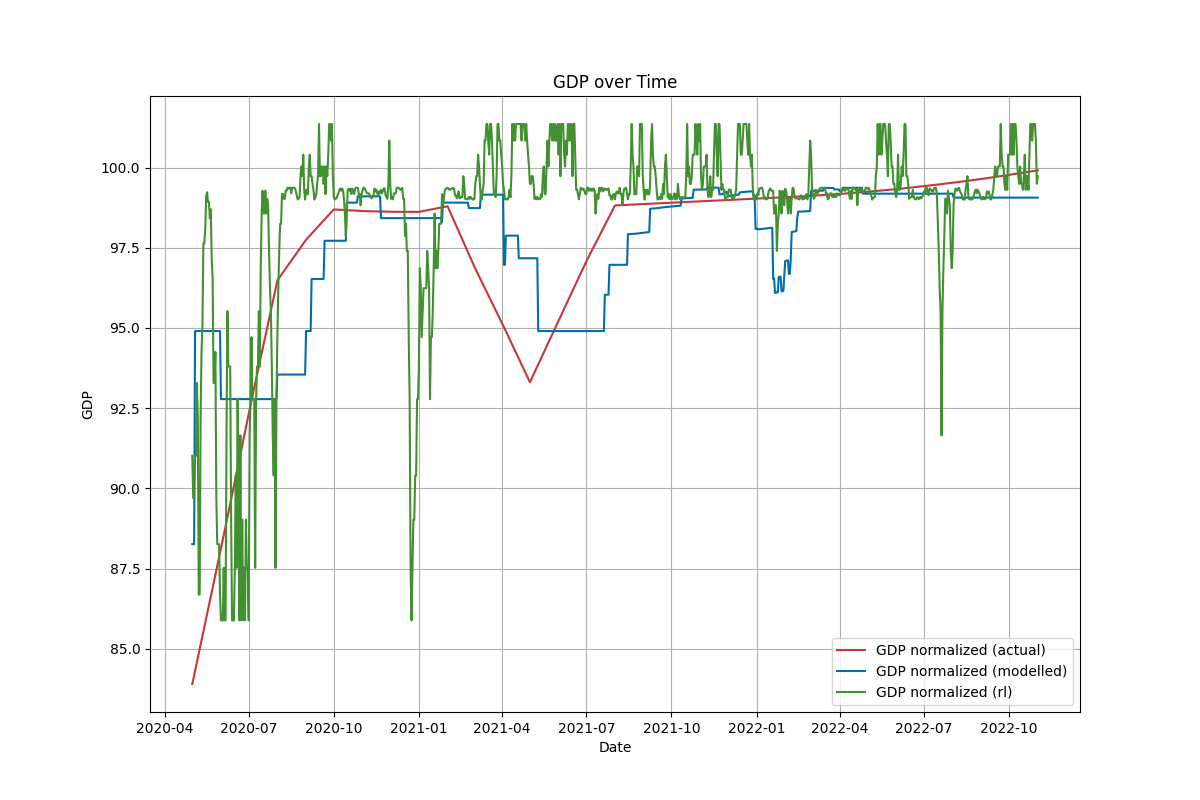 GDP over Time
GDP
100.0
97.5
95.0
92.5
90.0
87.5
85.0
GDP normalized (actual)
GDP normalized (modelled)
GDP normalized (rl)
2020-04 2020-07 2020-10 2021-01 2021-04 2021-07 2021-10 2022-01 2022-04 2022-07 2022-10
Date